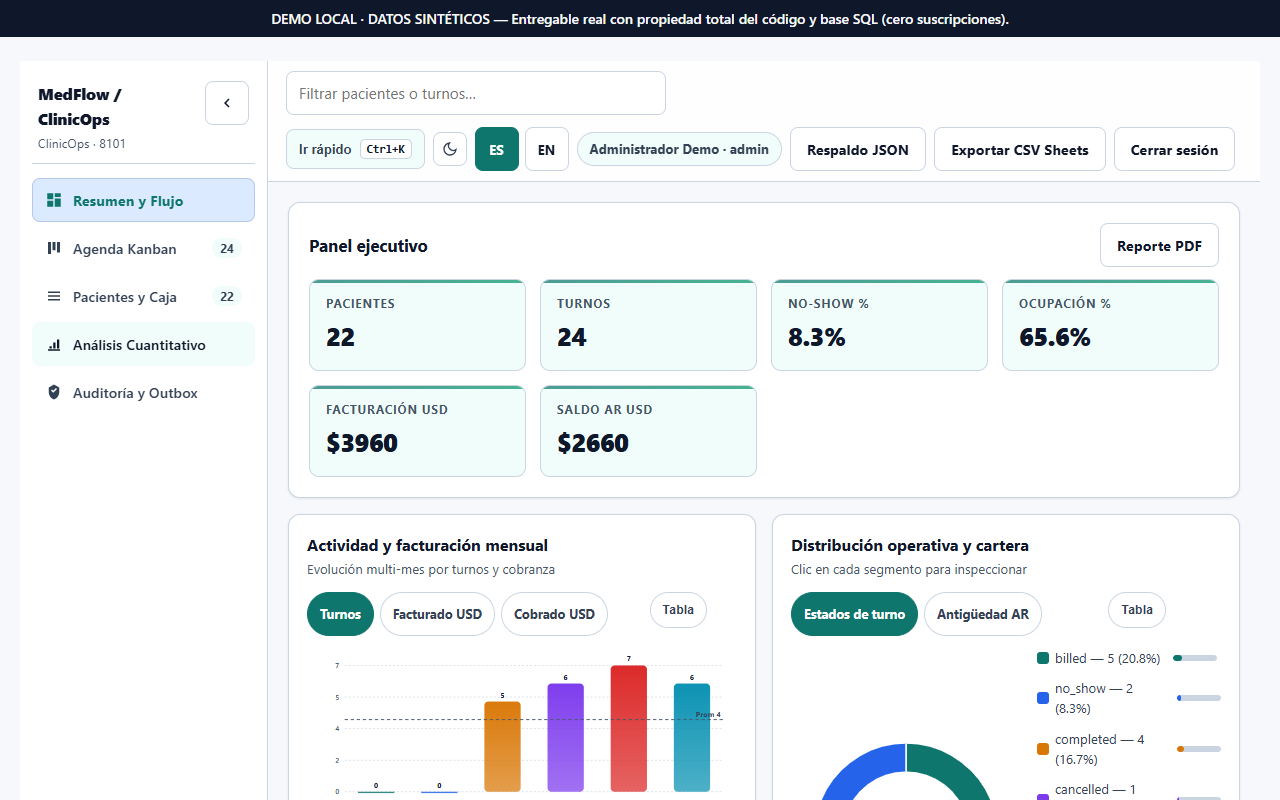 DEMO LOCAL · DATOS SINTÉTICOS — Entregable real con propiedad total del código y base SQL (cero suscripciones).
MedFlow /
ClinicOps
ClinicOps · 8101
Resumen y Flujo
Agenda Kanban 24
Pacientes y Caja 22
Análisis Cuantitativo
Auditoría y Outbox
Filtrar pacientes o turnos...
Ir rápido Ctrl+K ES EN Administrador Demo · admin Respaldo JSON Exportar CSV Sheets Cerrar sesión
Panel ejecutivo
Reporte PDF
PACIENTES
22
TURNOS
24
NO-SHOW %
8.3%
OCUPACIÓN %
65.6%
FACTURACIÓN USD
$3960
SALDO AR USD
$2660
Actividad y facturación mensual
Evolución multi-mes por turnos y cobranza
Turnos Facturado USD Cobrado USD Tabla
7
5
4
2
0
0
0
5
6
7
6
Prom 4
Distribución operativa y cartera
Clic en cada segmento para inspeccionar
Estados de turno Antigüedad AR Tabla
billed — 5 (20.8%)
no_show — 2
(8.3%)
completed — 4
(16.7%)
cancelled — 1